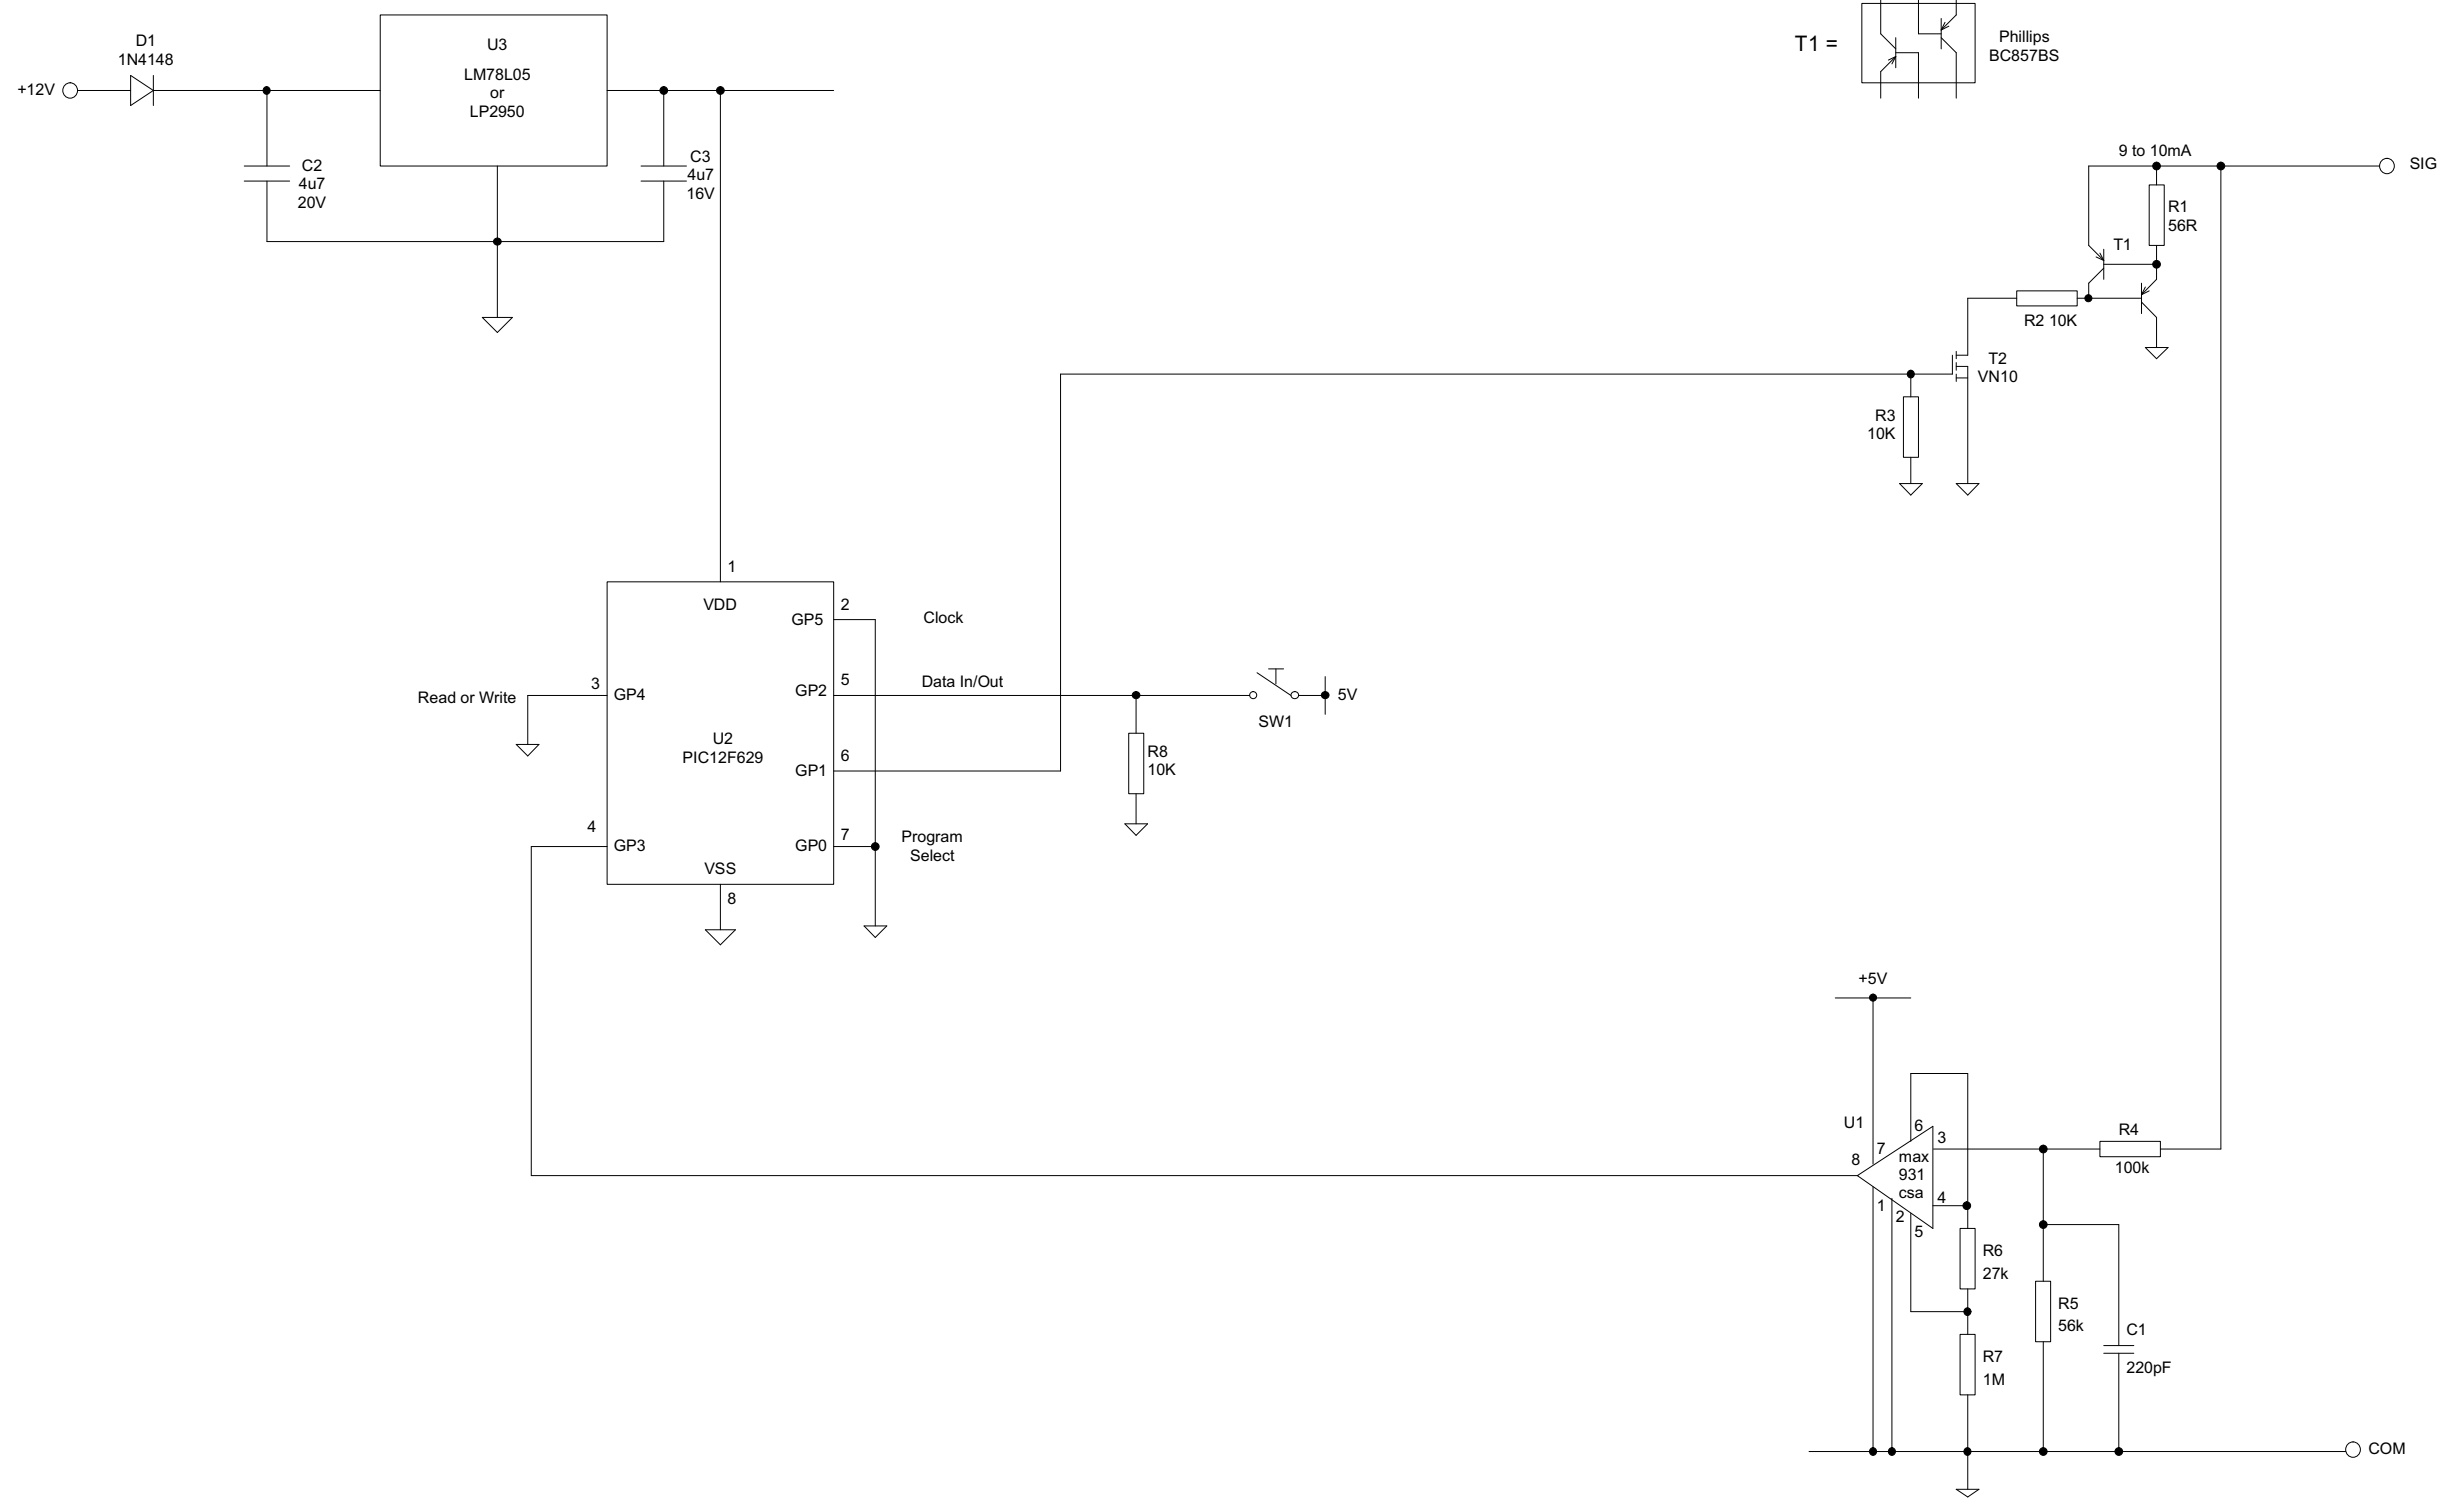 D1
1N4148
+12V
U3
LM78L05
or
LP2950
C2
4u7
20V
C3
4u7
16V
T1 =
Phillips
BC857BS
9 to 10mA
SIG
R1
56R
T1
R2 10K
T2
VN10
R3
10K
1
VDD
GP5
2
Clock
Read or Write
3
GP4
GP2
5
Data In/Out
SW1
5V
U2
PIC12F629
GP1
6
R8
10K
4
GP3
GP0
7
Program
Select
VSS
8
+5V
U1
8
7
6
3
max
931
csa
4
1
2
5
R4
100k
R6
27k
R5
56k
R7
1M
C1
220pF
COM